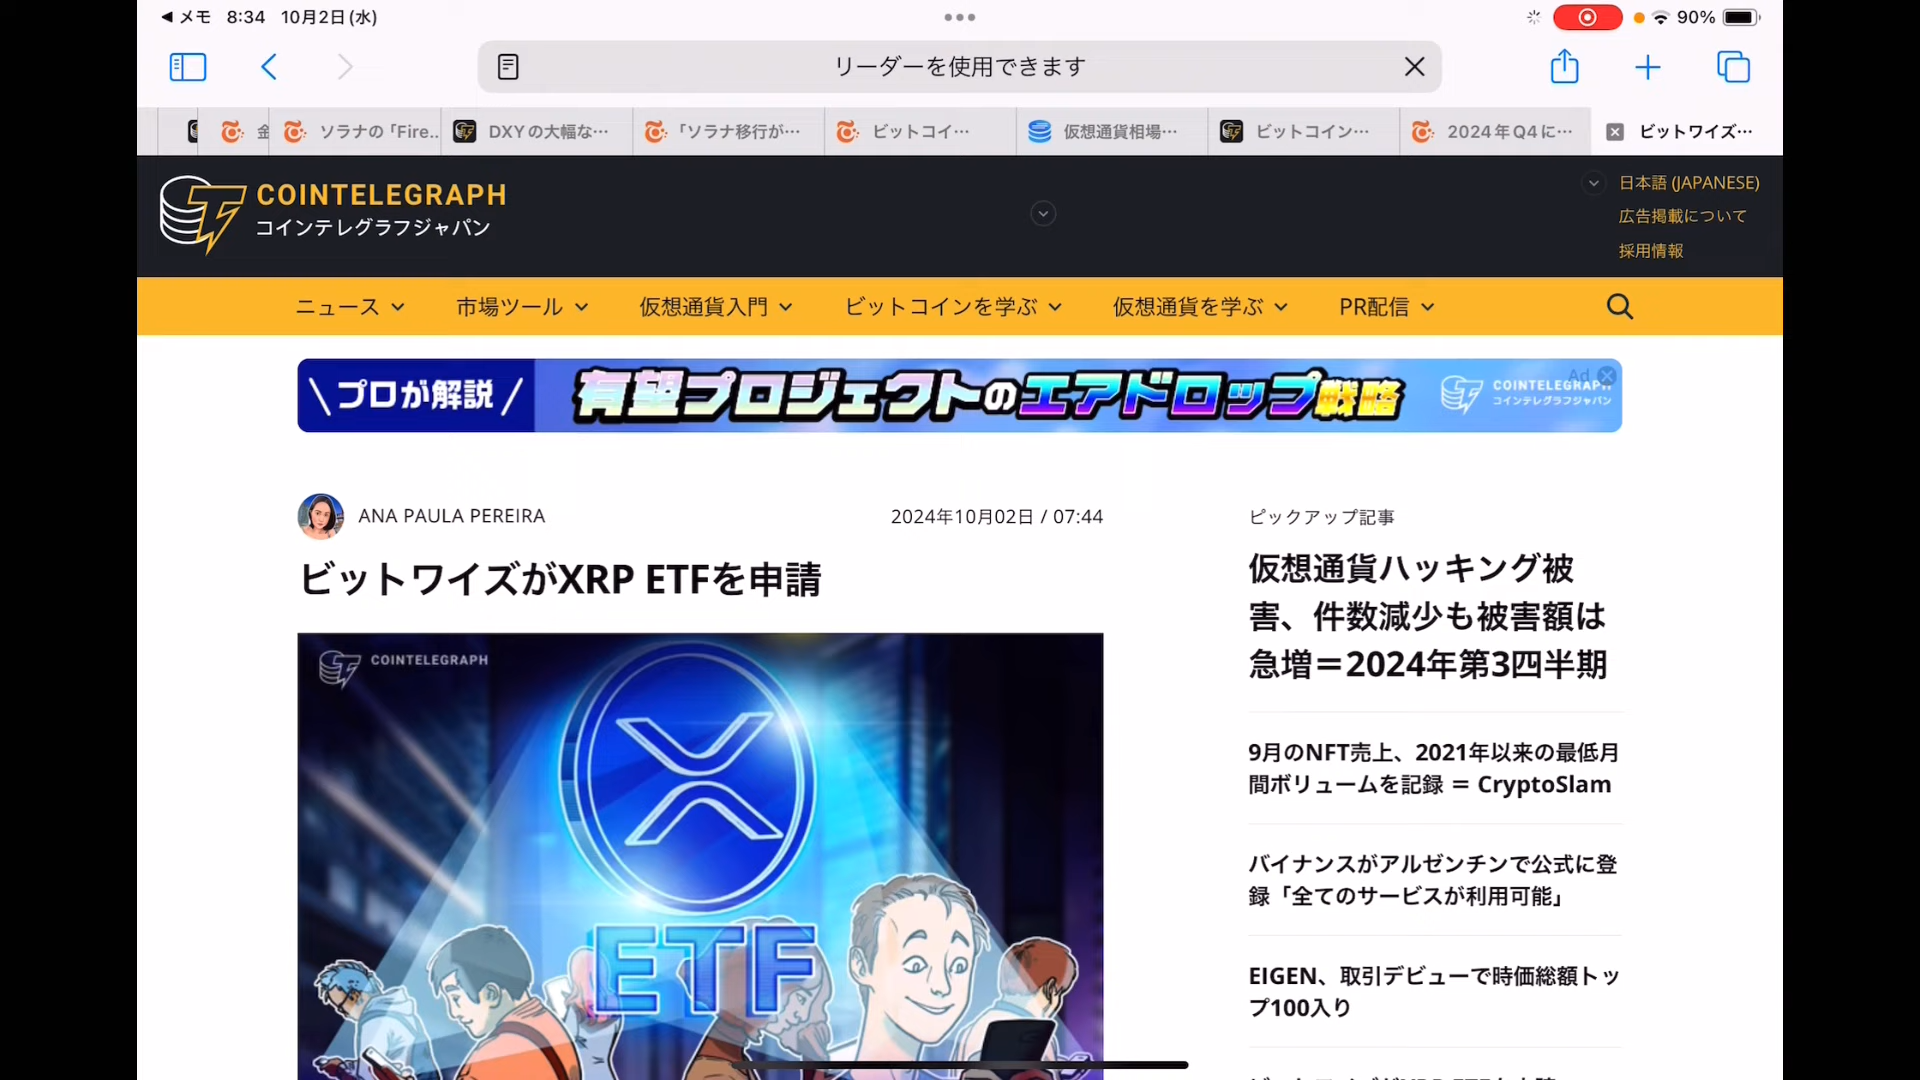 ◀ メモ 8:34 10月2日(水)
90%
リーダーを使用できます
金
ソラナの「Fire...
DXYの大幅な…
「ソラナ移行が…
ビットコイ…
仮想通貨相場…
ビットコイン…
2024年Q4に…
ビットワイズ…
COINTELEGRAPH
コインテレグラフジャパン
日本語 (JAPANESE)
広告掲載について
採用情報
ニュース
市場ツール
仮想通貨入門
ビットコインを学ぶ
仮想通貨を学ぶ
PR配信
\プロが解説/
有望プロジェクトのエアドロップ戦略
Ad
COINTELEGRAPH
コインテレグラフジャパン
ANA PAULA PEREIRA
2024年10月02日 / 07:44
ビットワイズがXRP ETFを申請
COINTELEGRAPH
ETF
ピックアップ記事
仮想通貨ハッキング被
害、件数減少も被害額は
急増＝2024年第3四半期
9月のNFT売上、2021年以来の最低月
間ボリュームを記録 ＝ CryptoSlam
バイナンスがアルゼンチンで公式に登
録「全てのサービスが利用可能」
EIGEN、取引デビューで時価総額トッ
プ100入り